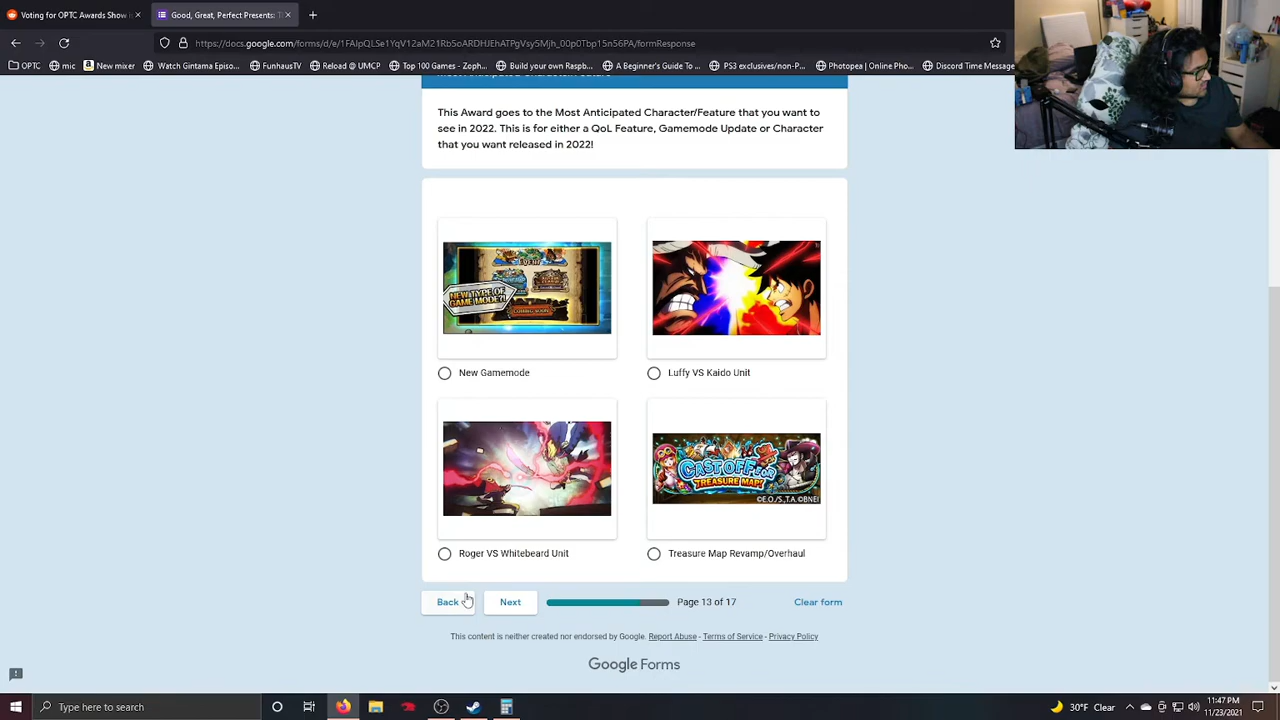 Voting for OPTC Awards Show is
Good, Great, Perfect Presents: Th
https://docs.google.com/forms/d/e/1FAIpQLSe1YqV12aM21RbSoARDHJEhATPgVsy5Mjh_00p0Tbp15n56PA/formResponse
OPTC
mic
New mixer
Watch Gintama Episo...
FunhausTV
Reload @ UMCP
Top 100 Games - Zoph...
Build your own Raspb...
A Beginner's Guide To ...
PS3 exclusives/non-P...
Photopea | Online Pho...
Discord Time Message
This Award goes to the Most Anticipated Character/Feature that you want to
see in 2022. This is for either a QoL Feature, Gamemode Update or Character
that you want released in 2022!
NEW TYPE OF
GAME MODE?!
COMING SOON
New Gamemode
Luffy VS Kaido Unit
CAST OFF FOR
TREASURE MAP!
©E.O./S.,T.A.©BNEI
Roger VS Whitebeard Unit
Treasure Map Revamp/Overhaul
Back
Next
Page 13 of 17
Clear form
This content is neither created nor endorsed by Google. Report Abuse - Terms of Service - Privacy Policy
Google Forms
Type here to search
30°F Clear
11:47 PM
11/23/2021